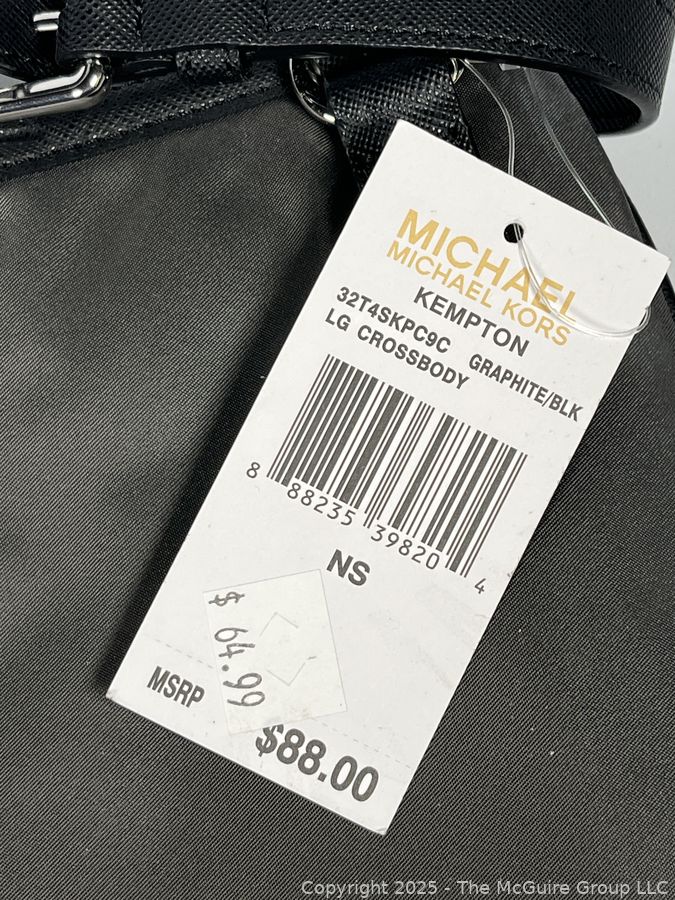 MICHAEL
MICHAEL KORS
KEMPTON
32T4SKPC9C GRAPHITE/BLK
LG CROSSBODY
8 88235 39820 4
NS
$ 64.99
MSRP
$88.00
Copyright 2025 - The McGuire Group LLC